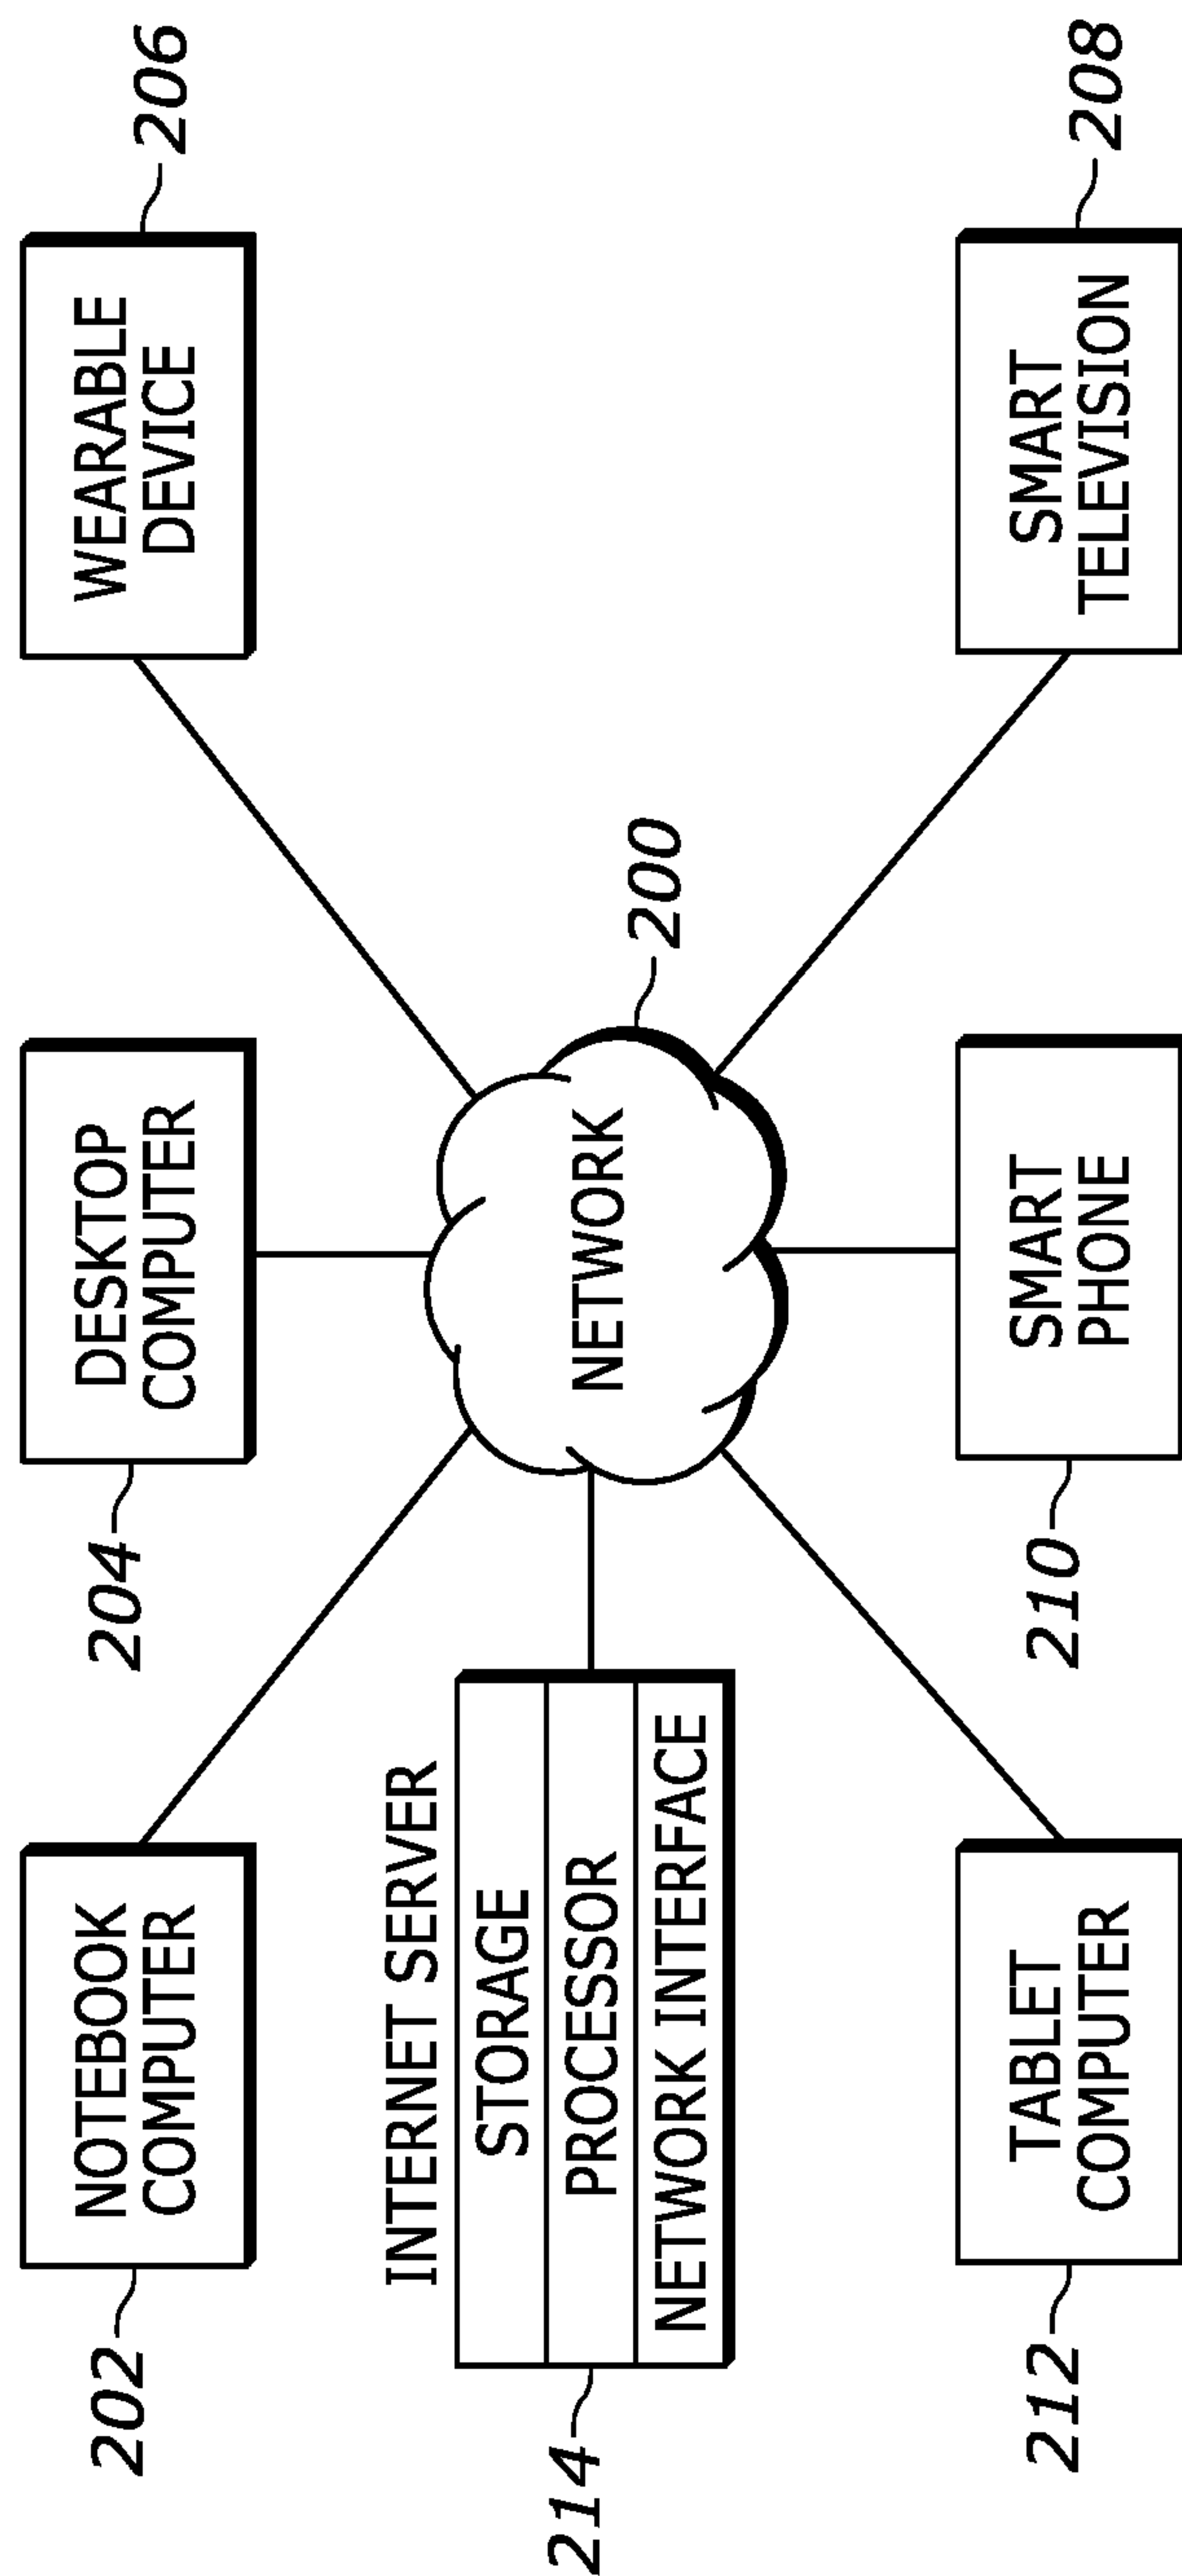 202
NOTEBOOK
COMPUTER
204
DESKTOP
COMPUTER
WEARABLE
DEVICE
206
INTERNET SERVER
214
STORAGE
PROCESSOR
NETWORK INTERFACE
NETWORK
200
212
TABLET
COMPUTER
210
SMART
PHONE
SMART
TELEVISION
208